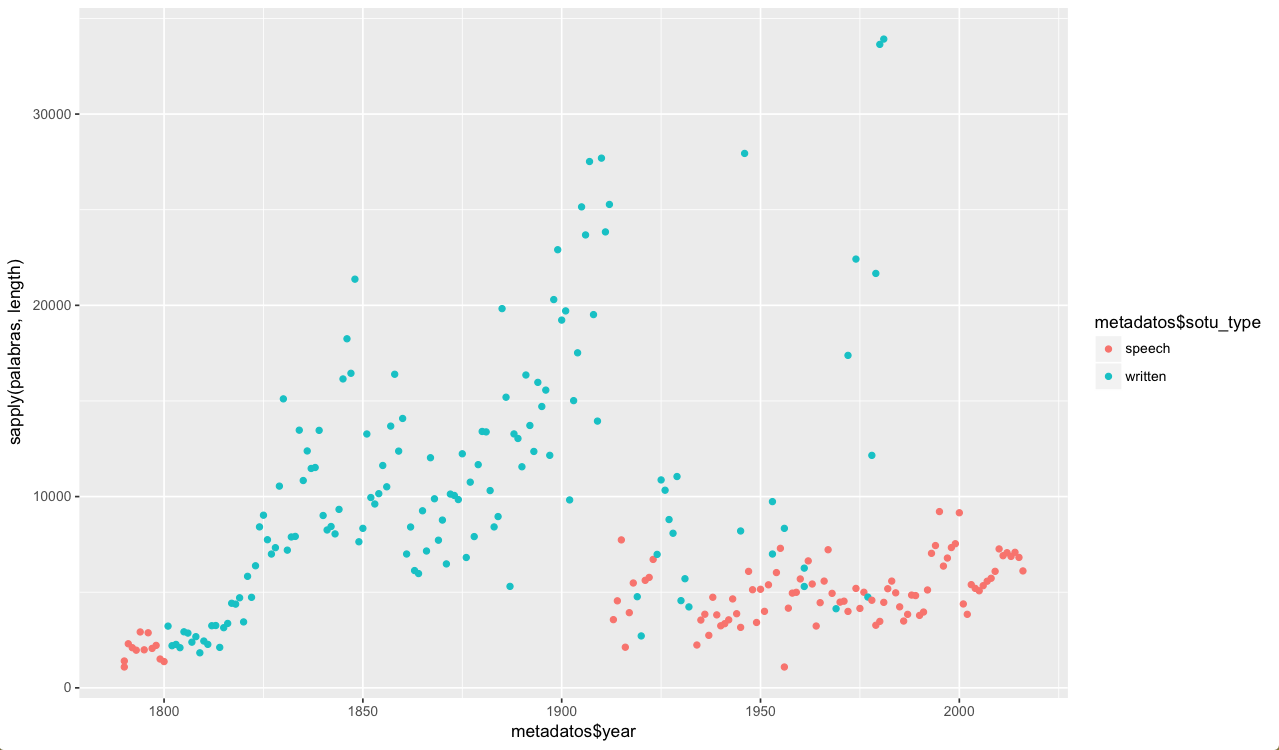 30000
20000
10000
0
sapply(palabras, length)
1800
1850
1900
1950
2000
metadatos$year
metadatos$sotu_type
speech
written